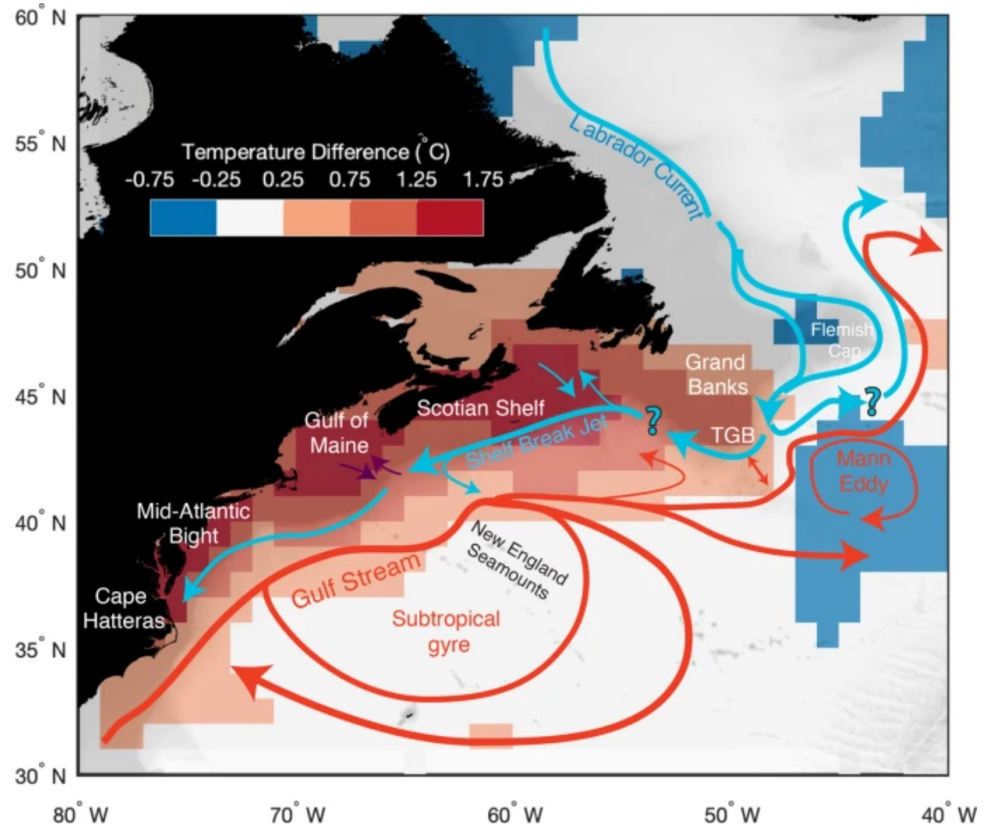 60° N
55° N
50° N
45° N
40° N
35° N
30° N
Temperature Difference (°C)
-0.75 -0.25 0.25 0.75 1.25 1.75
Labrador Current
Flemish
Cap
Grand
Banks
?
?
TGB
Scotian Shelf
Shelf Break Jet
Gulf of
Maine
Mann
Eddy
Mid-Atlantic
Bight
New England
Seamounts
Gulf Stream
Cape
Hatteras
Subtropical
gyre
80° W 70° W 60° W 50° W 40° W